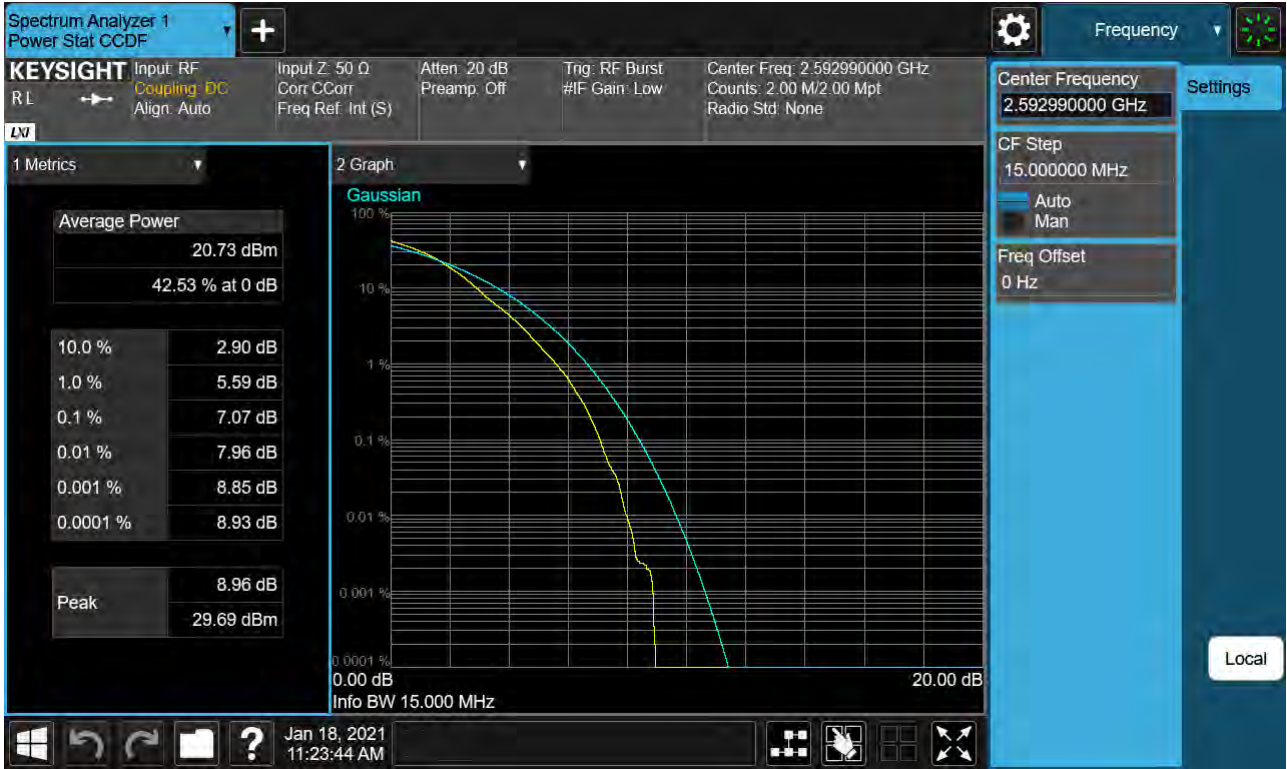 Spectrum Analyzer 1
Power Stat CCDF
+
Frequency
KEYSIGHT
R L
LXI
Input: RF
Coupling: DC
Align: Auto
Input Z: 50 Ω
Corr CCorr
Freq Ref: Int (S)
Atten: 20 dB
Preamp: Off
Trig: RF Burst
#IF Gain: Low
Center Freq: 2.592990000 GHz
Counts: 2.00 M/2.00 Mpt
Radio Std: None
Center Frequency
2.592990000 GHz
Settings
CF Step
15.000000 MHz
Auto
Man
Freq Offset
0 Hz
Local
1 Metrics
Average Power
20.73 dBm
42.53 % at 0 dB
10.0 % 2.90 dB
1.0 % 5.59 dB
0.1 % 7.07 dB
0.01 % 7.96 dB
0.001 % 8.85 dB
0.0001 % 8.93 dB
Peak
8.96 dB
29.69 dBm
2 Graph
Gaussian
100 %
10 %
1 %
0.1 %
0.01 %
0.001 %
0.0001 %
0.00 dB 20.00 dB
Info BW 15.000 MHz
?
Jan 18, 2021
11:23:44 AM